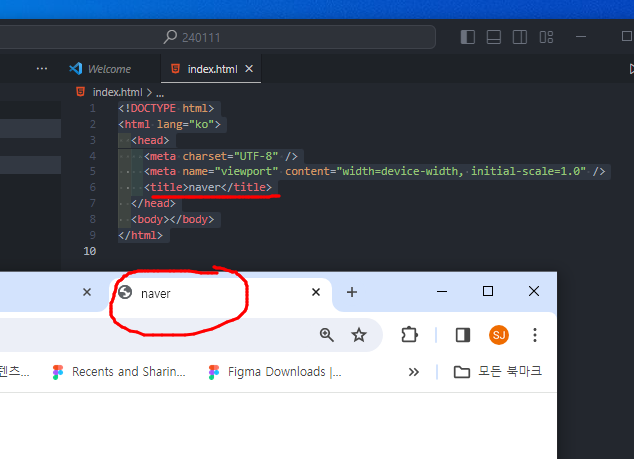 240111
Welcome
index.html
index.html > ...
1 <!DOCTYPE html>
2 <html lang="ko">
3 <head>
4 <meta charset="UTF-8" />
5 <meta name="viewport" content="width=device-width, initial-scale=1.0" />
6 <title>naver</title>
7 </head>
8 <body></body>
9 </html>
10
naver
SJ
텐츠...
Recents and Sharin...
Figma Downloads |...
모든 북마크